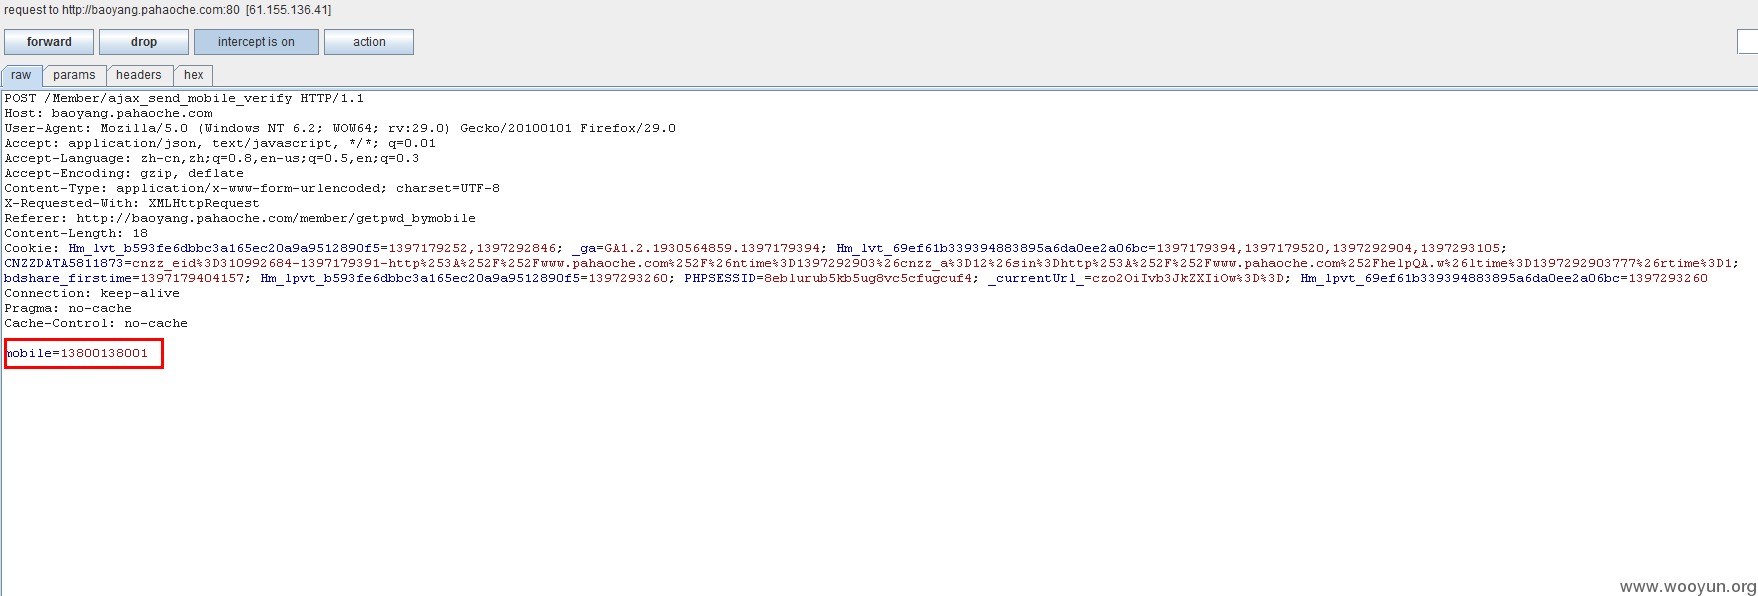 request to http://baoyang.pahaoche.com:80 [61.155.136.41]
forward drop intercept is on action
raw params headers hex
POST /Member/ajax_send_mobile_verify HTTP/1.1
Host: baoyang.pahaoche.com
User-Agent: Mozilla/5.0 (Windows NT 6.2; WOW64; rv:29.0) Gecko/20100101 Firefox/29.0
Accept: application/json, text/javascript, */*; q=0.01
Accept-Language: zh-cn,zh;q=0.8,en-us;q=0.5,en;q=0.3
Accept-Encoding: gzip, deflate
Content-Type: application/x-www-form-urlencoded; charset=UTF-8
X-Requested-With: XMLHttpRequest
Referer: http://baoyang.pahaoche.com/member/getpwd_bymobile
Content-Length: 18
Cookie: Hm_lvt_b593fe6dbbc3a165ec20a9a9512890f5=1397179252,1397292846; _ga=GA1.2.1930564859.1397179394; Hm_lvt_69ef61b339394883895a6da0ee2a06bc=1397179394,1397179520,1397292904,1397293105;
CNZZDATA5811873=cnzz_eid%3D310992684-1397179391-http%253A%252F%252Fwww.pahaoche.com%252F%26ntime%3D1397292903%26cnzz_a%3D12%26sin%3Dhttp%253A%252F%252Fwww.pahaoche.com%252FhelpQA.w%26ltime%3D1397292903777%26rtime%3D1;
bdshare_firstime=1397179404157; Hm_lpvt_b593fe6dbbc3a165ec20a9a9512890f5=1397293260; PHPSESSID=8eblurub5kb5ug8vc5cfugcuf4; _currentUrl_=czo2OiIvb3JkZXIiOw%3D%3D; Hm_lpvt_69ef61b339394883895a6da0ee2a06bc=1397293260
Connection: keep-alive
Pragma: no-cache
Cache-Control: no-cache
mobile=13800138001
www.wooyun.org